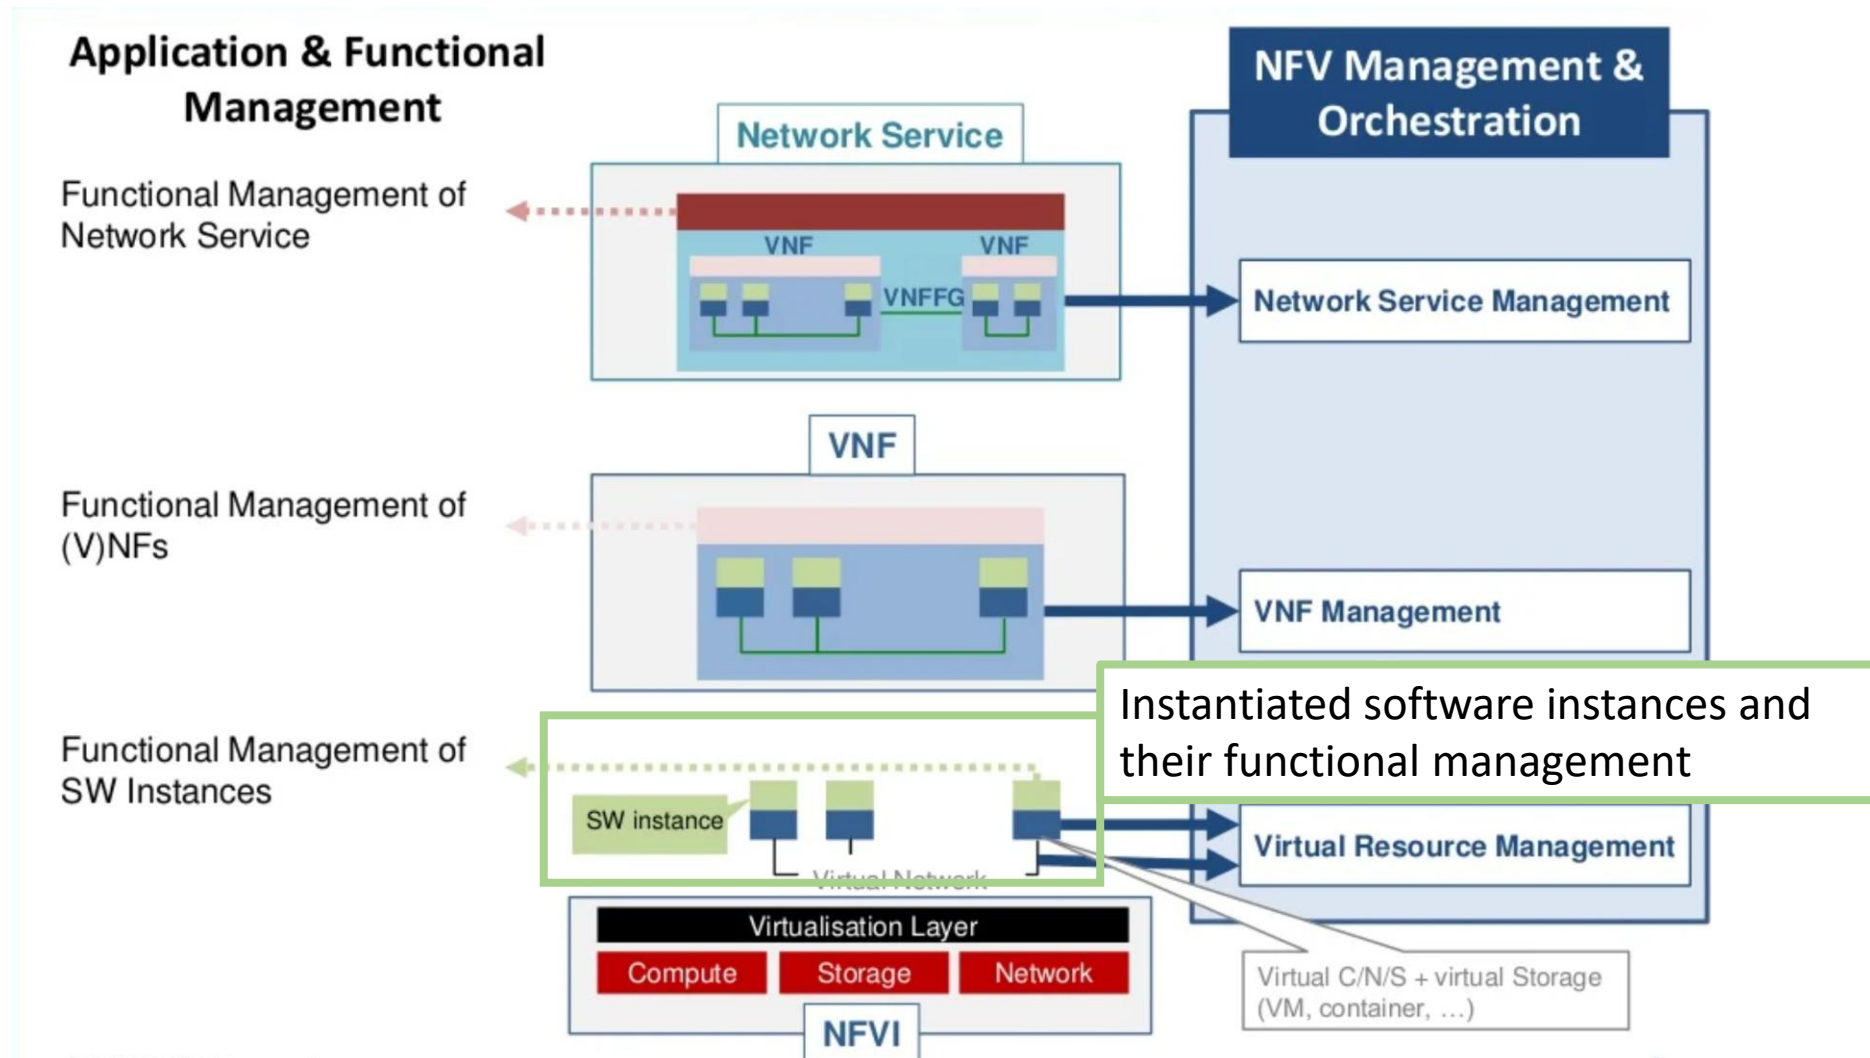 Application & Functional
Management
NFV Management &
Orchestration
Network Service
Functional Management of
Network Service
VNF
VNF
VNFFG
Network Service Management
VNF
Functional Management of
(V)NFs
VNF Management
Instantiated software instances and
their functional management
Functional Management of
SW Instances
SW instance
Virtual Resource Management
Virtual Network
Virtualisation Layer
Compute
Storage
Network
Virtual C/N/S + virtual Storage
(VM, container, …)
NFVI